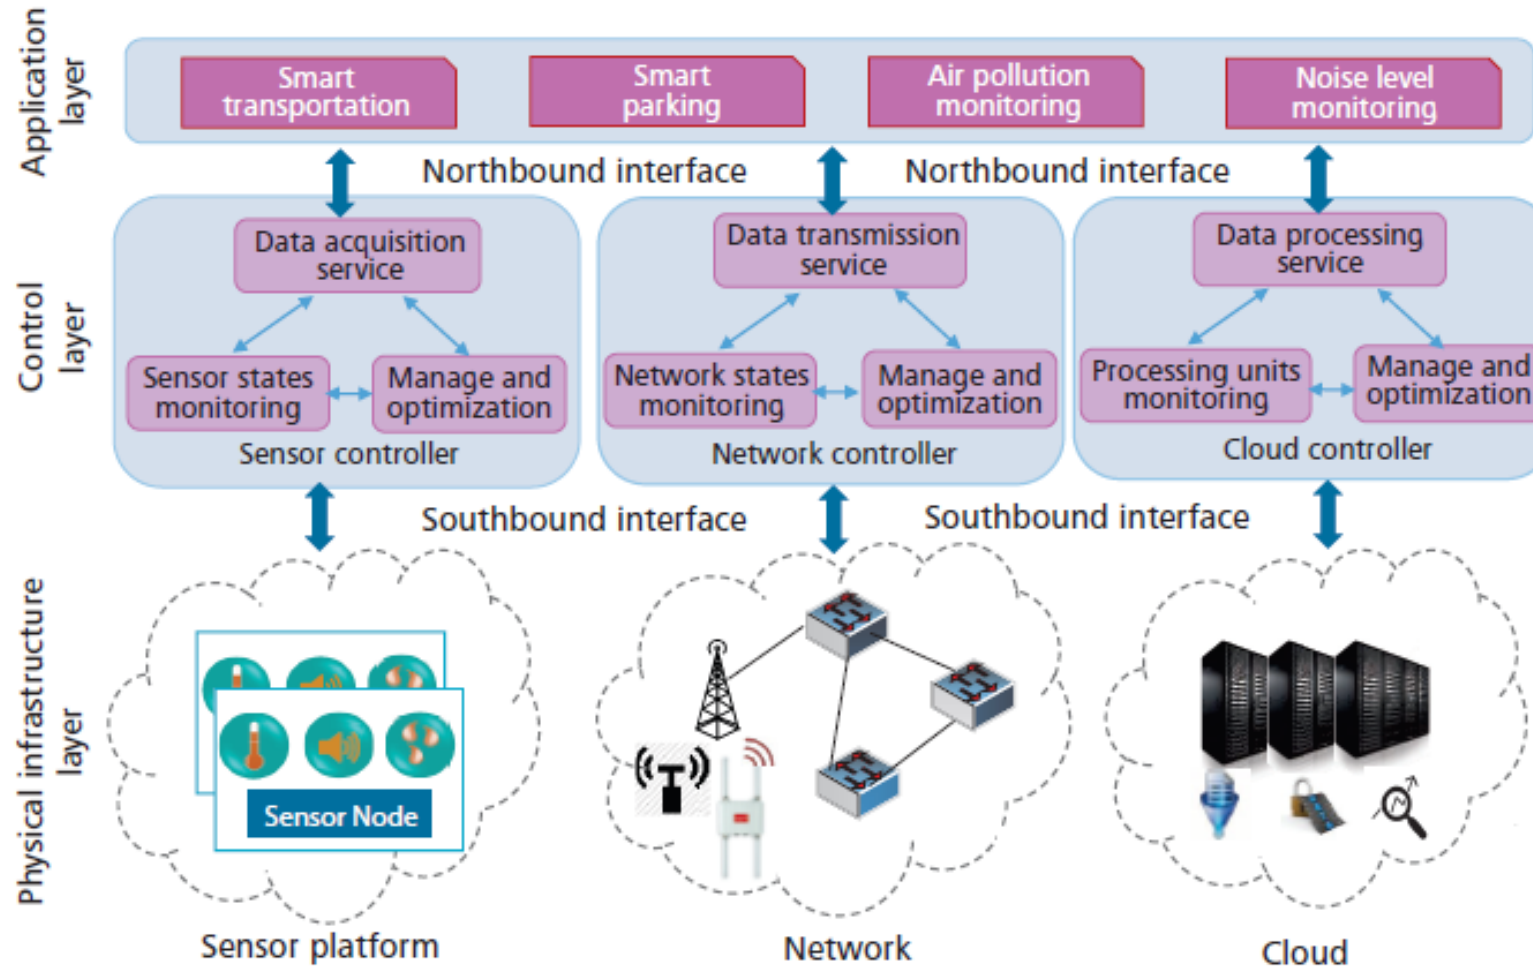 Application
layer
Smart
transportation
Smart
parking
Air pollution
monitoring
Noise level
monitoring
Northbound interface
Northbound interface
Control
layer
Data acquisition
service
Sensor states
monitoring
Manage and
optimization
Sensor controller
Data transmission
service
Network states
monitoring
Manage and
optimization
Network controller
Data processing
service
Processing units
monitoring
Manage and
optimization
Cloud controller
Southbound interface
Southbound interface
Physical infrastructure
layer
Sensor Node
Sensor platform
Network
Cloud